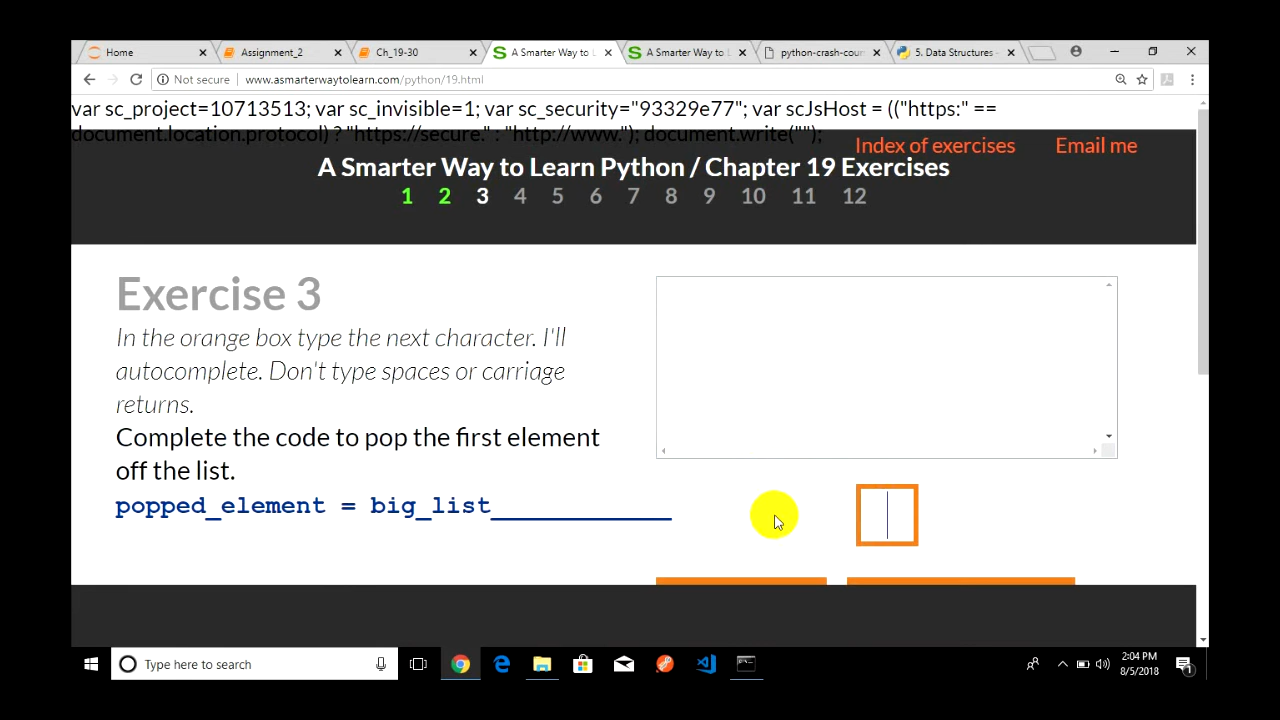 Home
Assignment_2
Ch_19-30
A Smarter Way to L
A Smarter Way to L
python-crash-cour
5. Data Structures
Not secure
www.asmarterwaytolearn.com/python/19.html
var sc_project=10713513; var sc_invisible=1; var sc_security="93329e77"; var scJsHost = (("https:" ==
document.location.protocol) ? "https://secure." : "http://www."); document.write("");
Index of exercises
Email me
A Smarter Way to Learn Python / Chapter 19 Exercises
1 2 3 4 5 6 7 8 9 10 11 12
Exercise 3
In the orange box type the next character. I'll
autocomplete. Don't type spaces or carriage
returns.
Complete the code to pop the first element
off the list.
popped_element = big_list____________
Type here to search
2:04 PM
8/5/2018
1